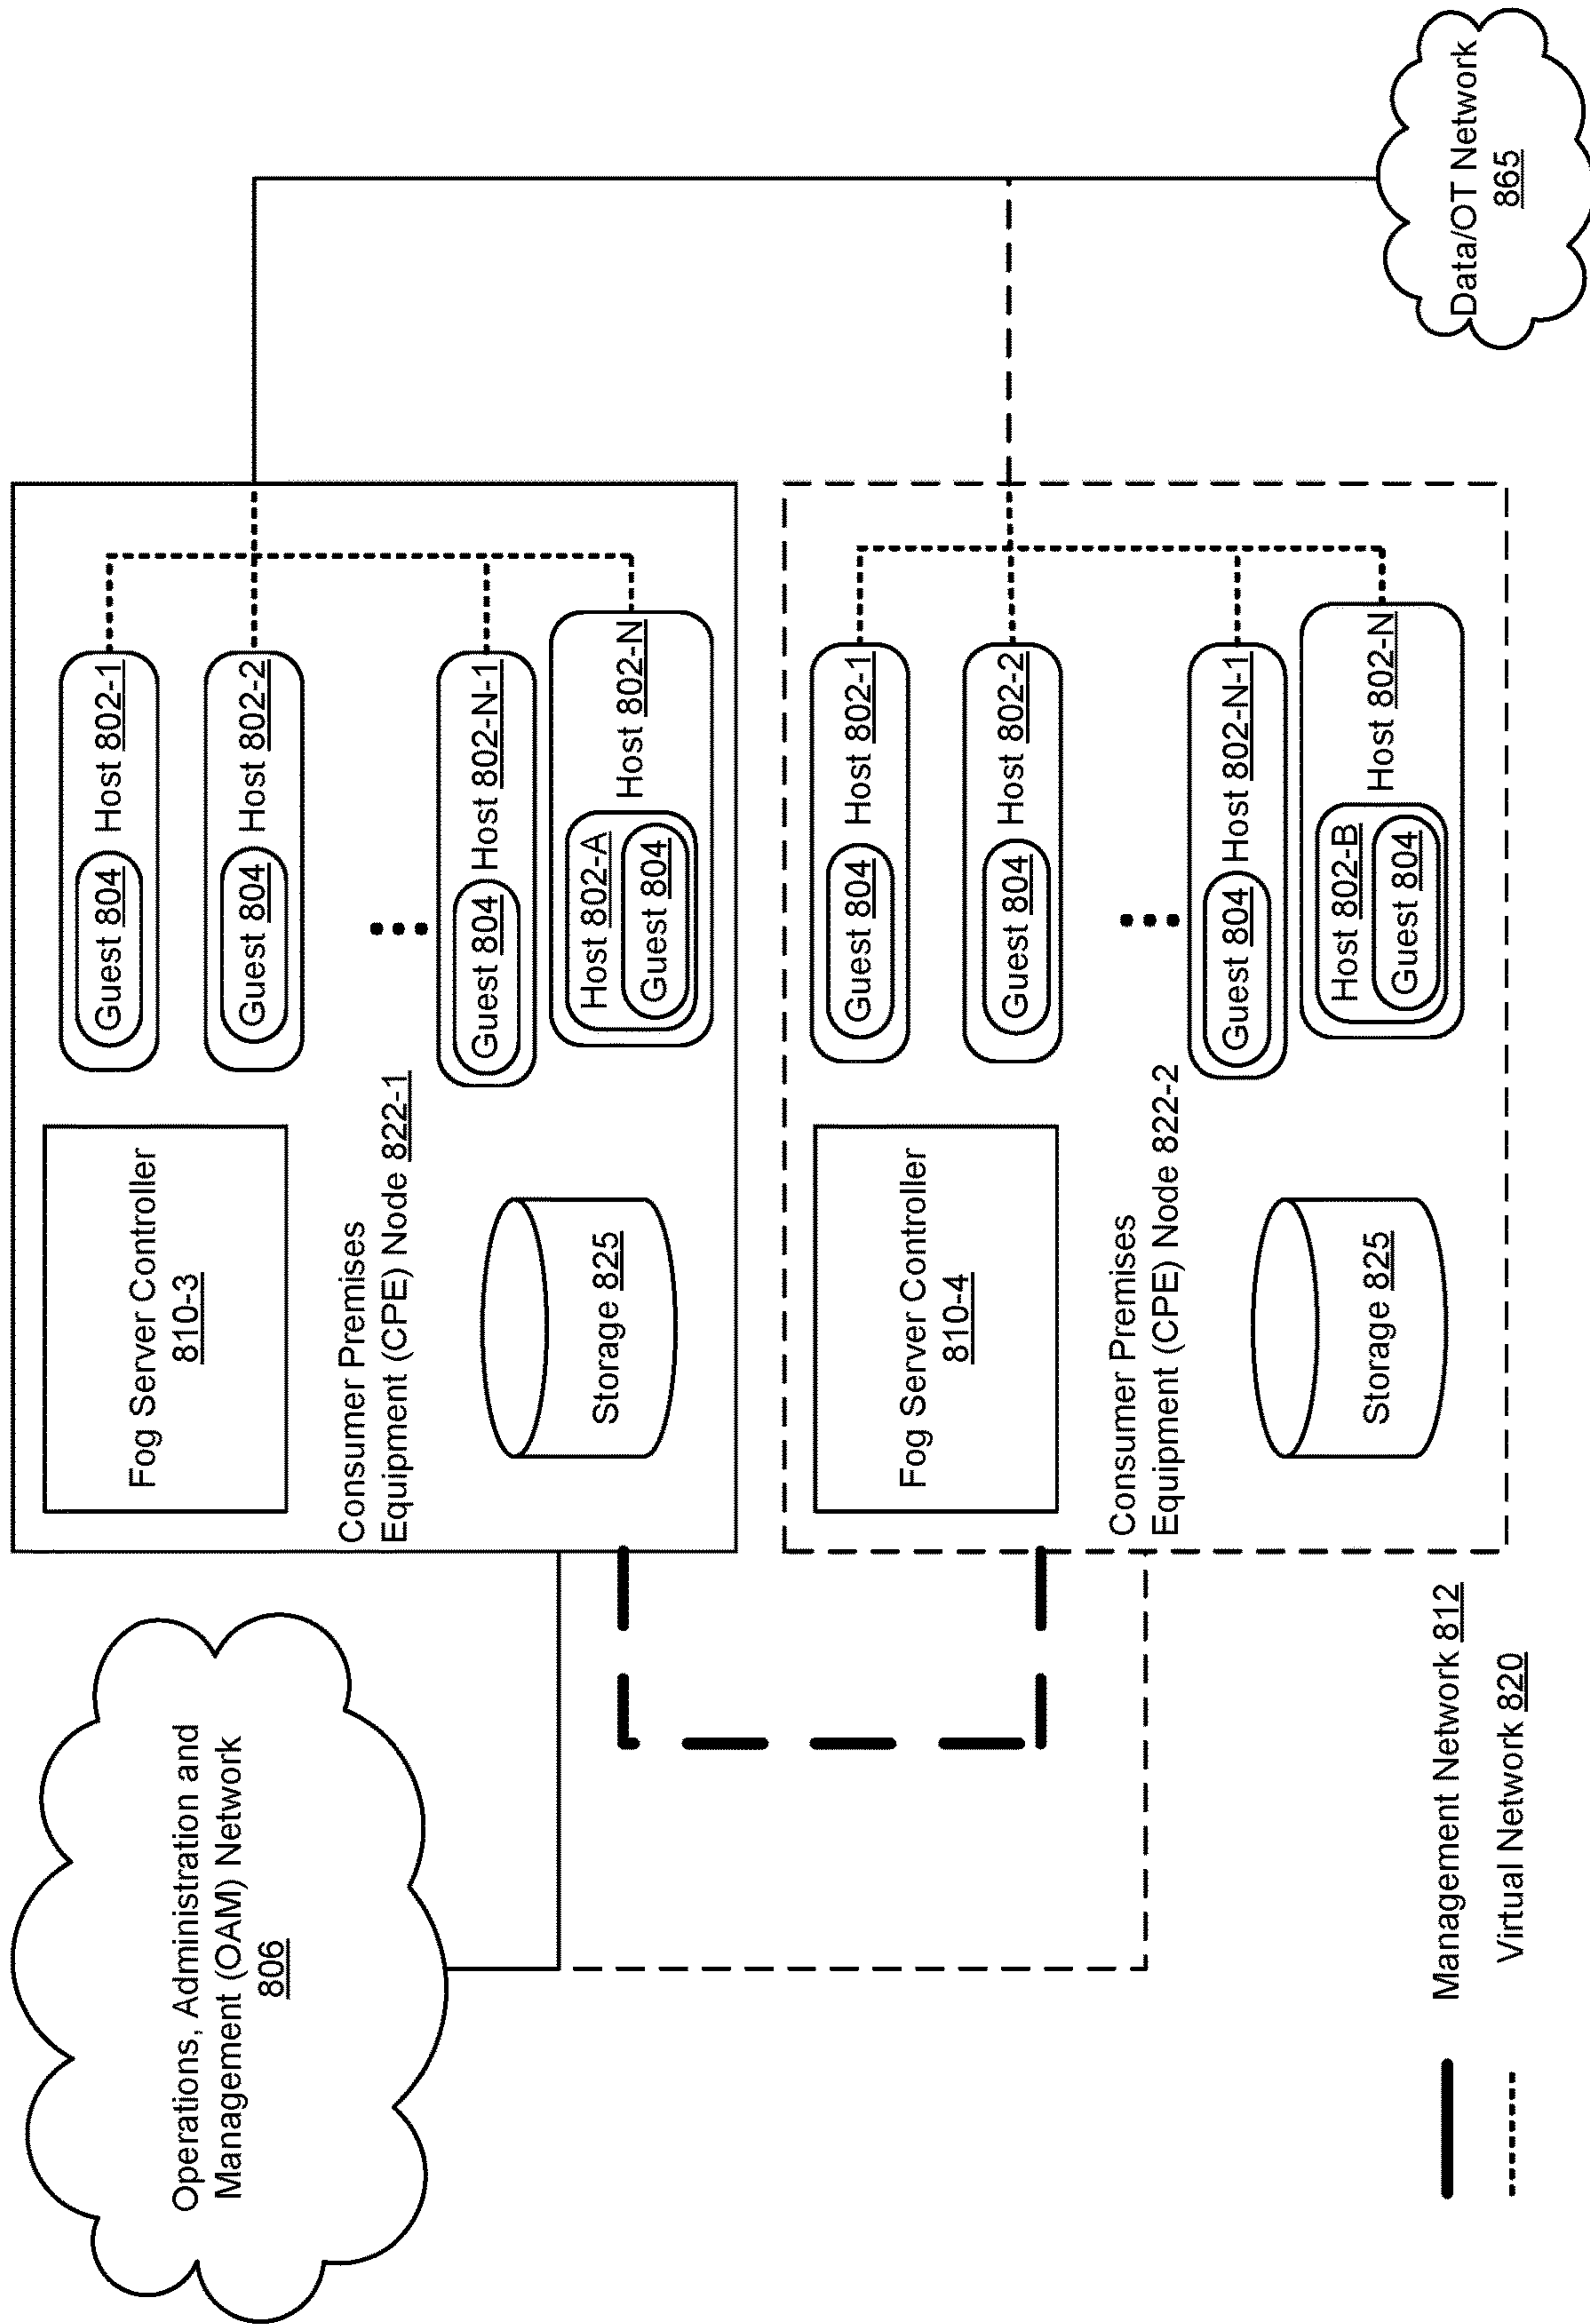 Operations, Administration and
Management (OAM) Network
806
Fog Server Controller
810-3
Consumer Premises
Equipment (CPE) Node 822-1
Storage 825
Guest 804 Host 802-1
Guest 804 Host 802-2
Guest 804 Host 802-N-1
Host 802-A
Guest 804
Host 802-N
Fog Server Controller
810-4
Consumer Premises
Equipment (CPE) Node 822-2
Storage 825
Guest 804 Host 802-1
Guest 804 Host 802-2
Guest 804 Host 802-N-1
Host 802-B
Guest 804
Host 802-N
Data/OT Network
865
Management Network 812
Virtual Network 820